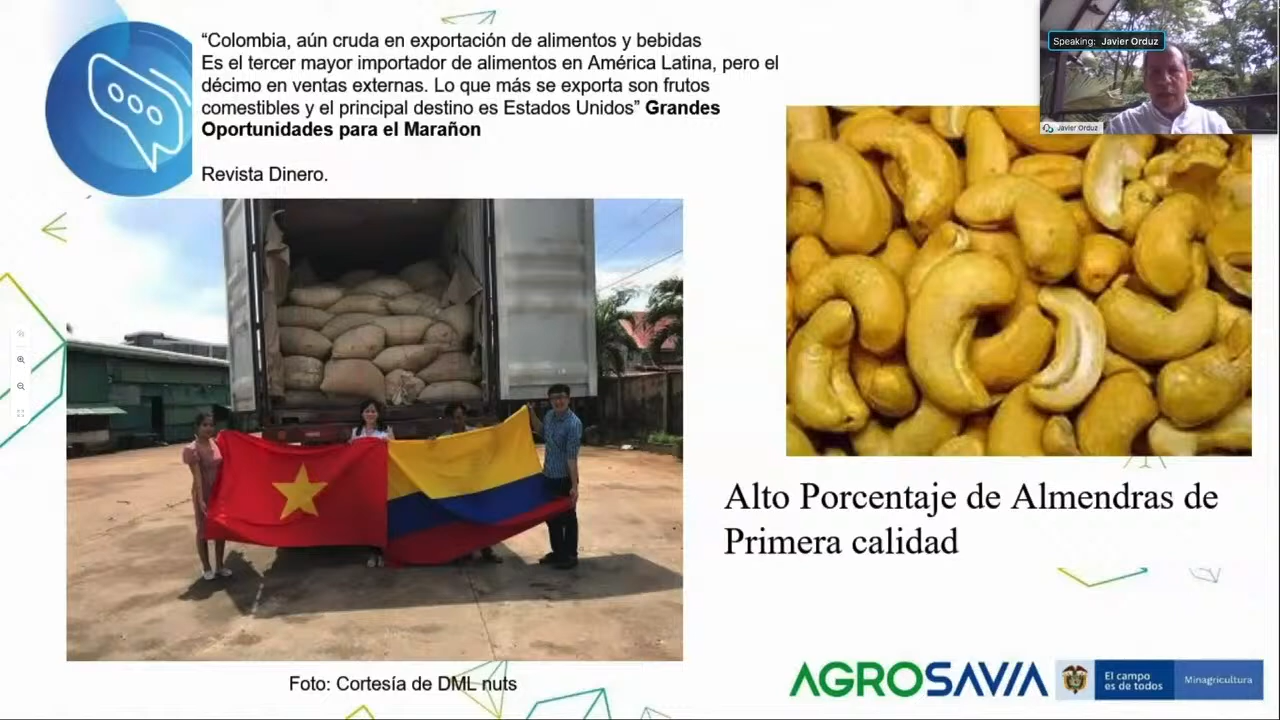 “Colombia, aún cruda en exportación de alimentos y bebidas
Es el tercer mayor importador de alimentos en América Latina, pero el
décimo en ventas externas. Lo que más se exporta son frutos
comestibles y el principal destino es Estados Unidos” Grandes
Oportunidades para el Marañon
Revista Dinero.
Speaking: Javier Orduz
Javier Orduz
Alto Porcentaje de Almendras de
Primera calidad
Foto: Cortesía de DML nuts
AGROSAVIA
El campo
es de todos
Minagricultura